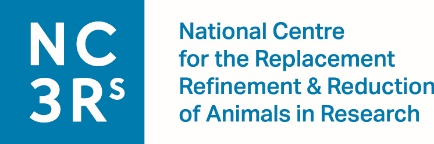 NC
3Rs
National Centre
for the Replacement
Refinement & Reduction
of Animals in Research